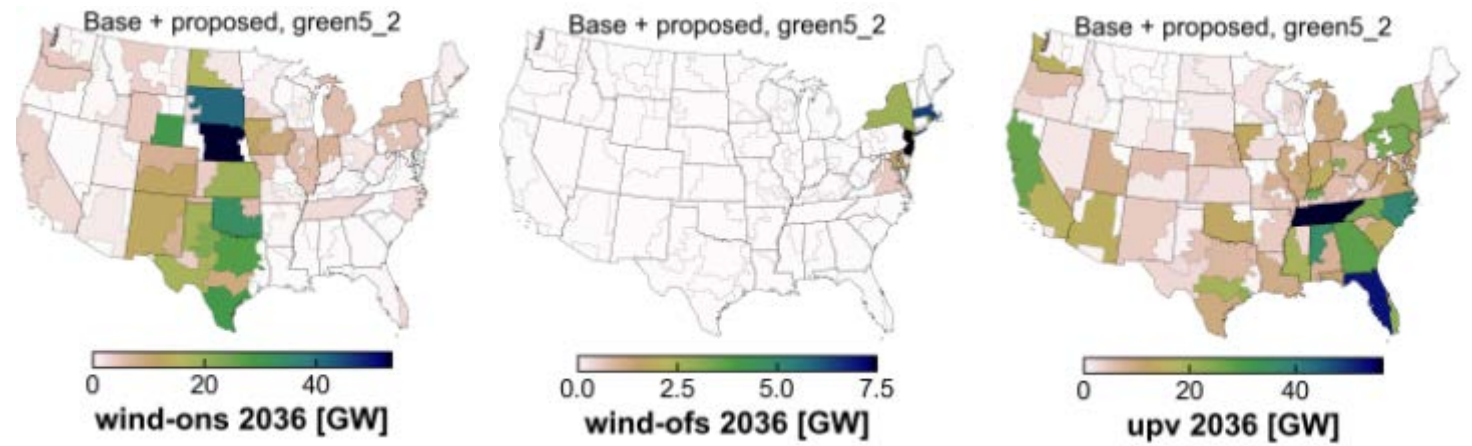 Base + proposed, green5_2
0 20 40
wind-ons 2036 [GW]
Base + proposed, green5_2
0.0 2.5 5.0 7.5
wind-ofs 2036 [GW]
Base + proposed, green5_2
0 20 40
upv 2036 [GW]